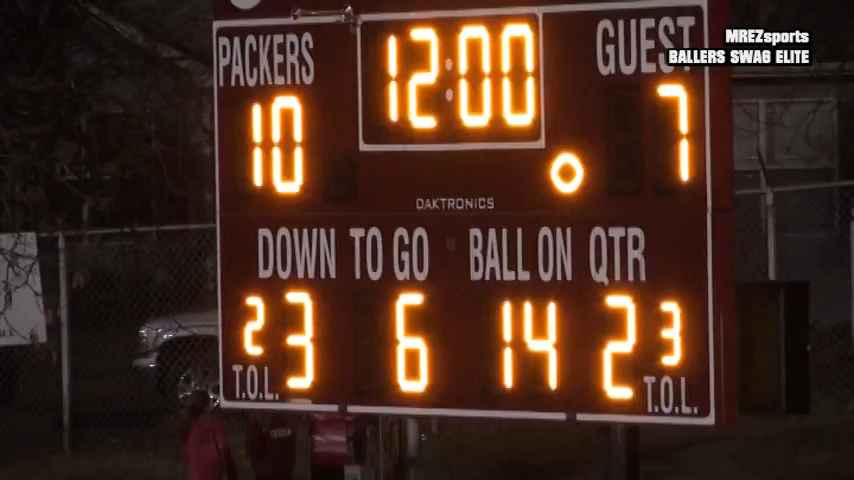 MREZsports
BALLERS SWAG ELITE
PACKERS 12:00 GUEST
10 7
DAKTRONICS
DOWN TO GO BALL ON QTR
2 3 6 14 2 3
T.O.L. T.O.L.